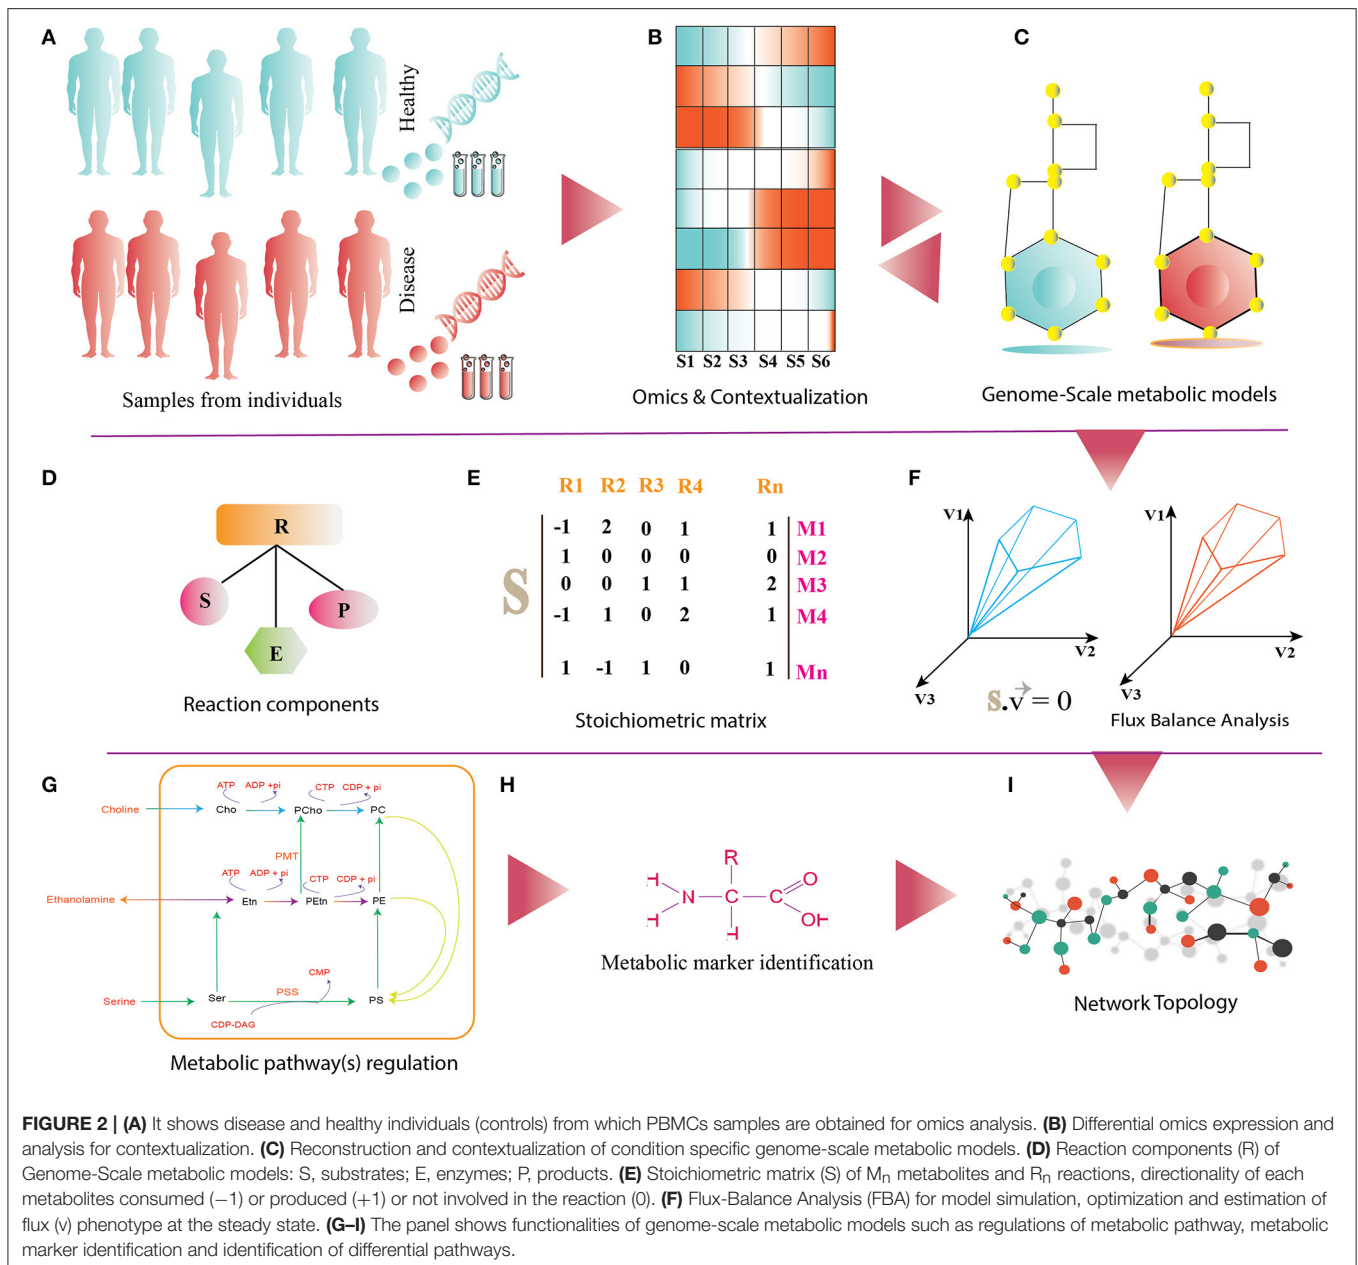 A
Healthy
Disease
Samples from individuals
B
S1 S2 S3 S4 S5 S6
Omics & Contextualization
C
Genome-Scale metabolic models
D
R
S
P
E
Reaction components
E
R1 R2 R3 R4 Rn
S
-1 2 0 1 1 M1
1 0 0 0 0 M2
0 0 1 1 2 M3
-1 1 0 2 1 M4
1 -1 1 0 1 Mn
Stoichiometric matrix
F
V1
V2
V3
V1
V2
V3
S.v = 0
Flux Balance Analysis
G
ATP ADP +pi CTP CDP + pi
Choline Cho PCho PC
PMT
ATP ADP + pi CTP CDP + pi
Ethanolamine Etn PEtn PE
CMP
PSS
Serine Ser PS
CDP-DAG
Metabolic pathway(s) regulation
H
R
H O
N C C
H OH
H
Metabolic marker identification
I
Network Topology
FIGURE 2 | (A) It shows disease and healthy individuals (controls) from which PBMCs samples are obtained for omics analysis. (B) Differential omics expression and
analysis for contextualization. (C) Reconstruction and contextualization of condition specific genome-scale metabolic models. (D) Reaction components (R) of
Genome-Scale metabolic models: S, substrates; E, enzymes; P, products. (E) Stoichiometric matrix (S) of Mn metabolites and Rn reactions, directionality of each
metabolites consumed (−1) or produced (+1) or not involved in the reaction (0). (F) Flux-Balance Analysis (FBA) for model simulation, optimization and estimation of
flux (v) phenotype at the steady state. (G–I) The panel shows functionalities of genome-scale metabolic models such as regulations of metabolic pathway, metabolic
marker identification and identification of differential pathways.